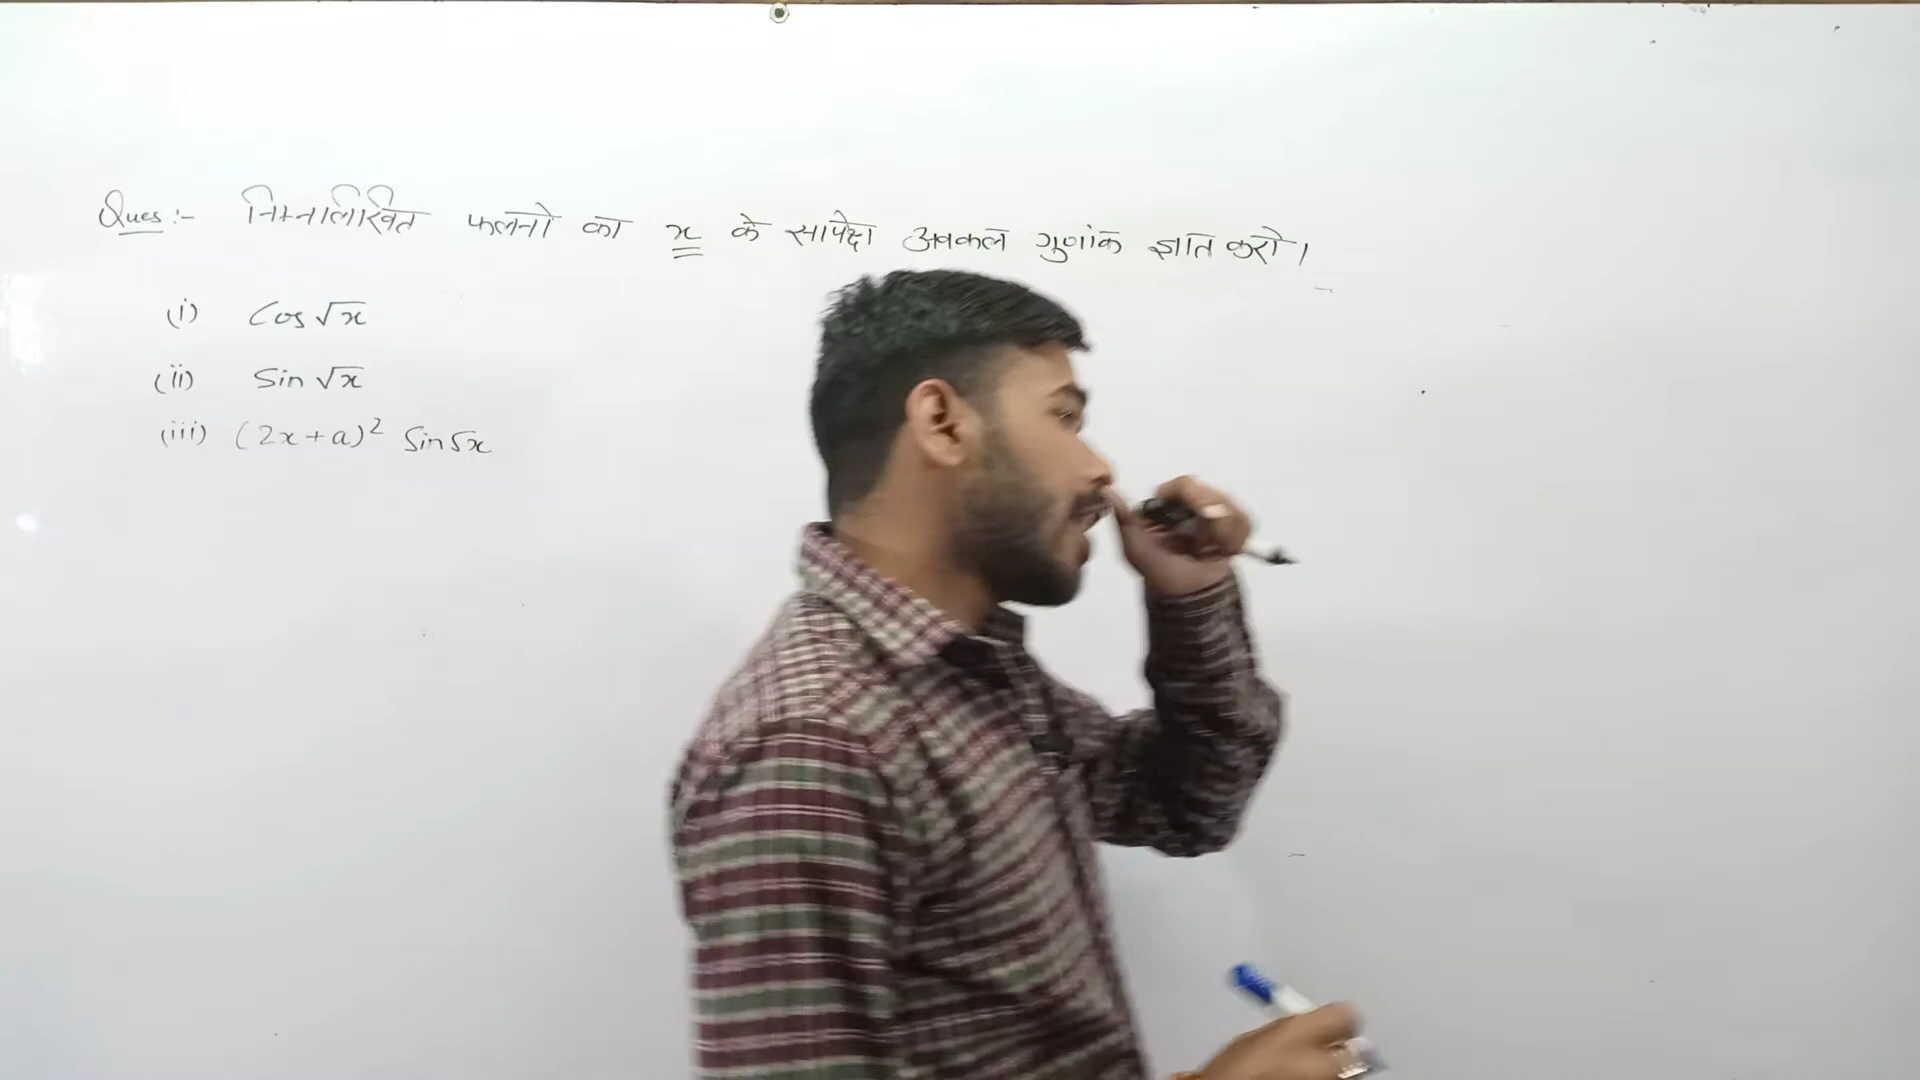 Ques :- निम्नलिखित फलनो का x के सापेक्ष अवकल गुणांक ज्ञात करो।
(i) Cos √x
(ii) Sin √x
(iii) (2x+a)² Sin5x